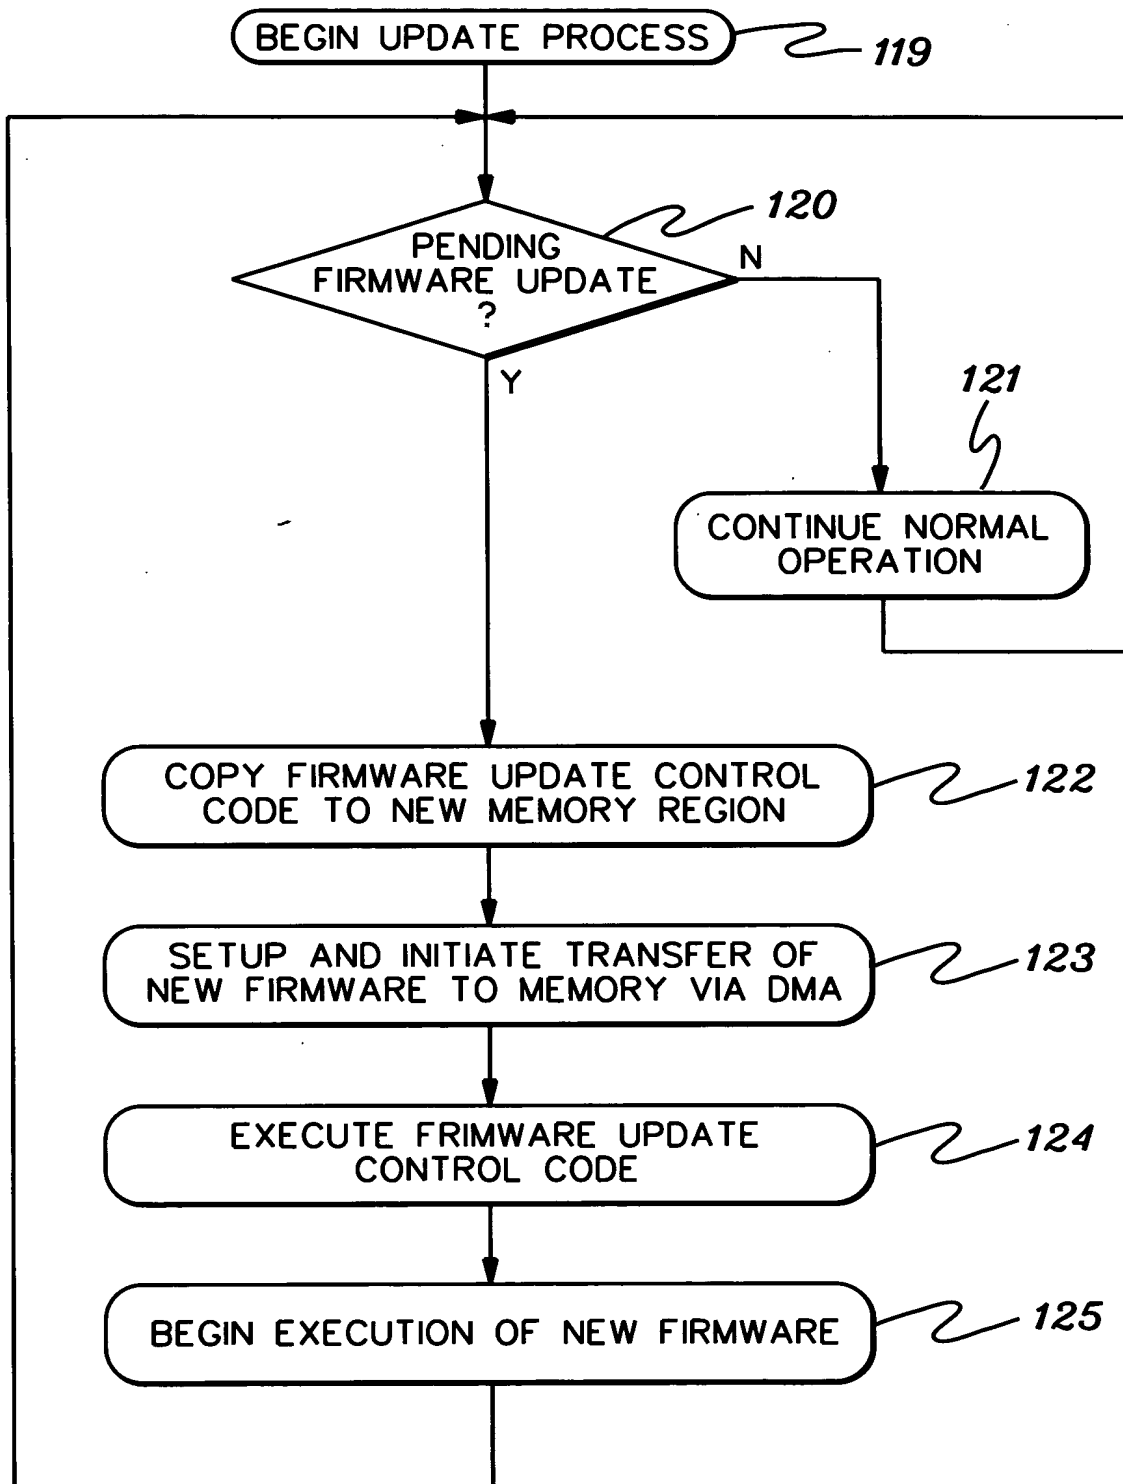 BEGIN UPDATE PROCESS
119
120
PENDING
FIRMWARE UPDATE
?
N
Y
121
CONTINUE NORMAL
OPERATION
COPY FIRMWARE UPDATE CONTROL
CODE TO NEW MEMORY REGION
122
SETUP AND INITIATE TRANSFER OF
NEW FIRMWARE TO MEMORY VIA DMA
123
EXECUTE FRIMWARE UPDATE
CONTROL CODE
124
BEGIN EXECUTION OF NEW FIRMWARE
125